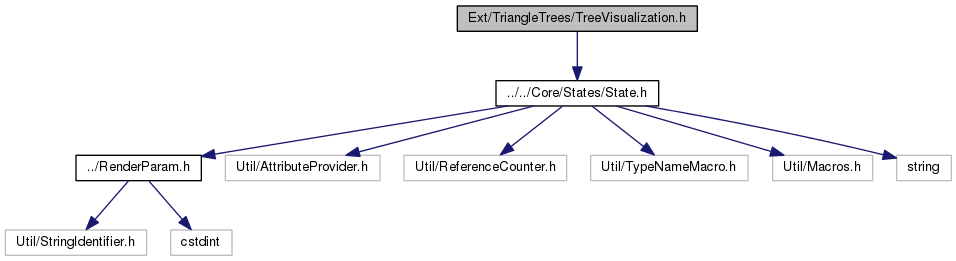 Ext/TriangleTrees/TreeVisualization.h
../../Core/States/State.h
../RenderParam.h
Util/AttributeProvider.h
Util/ReferenceCounter.h
Util/TypeNameMacro.h
Util/Macros.h
string
Util/StringIdentifier.h
cstdint